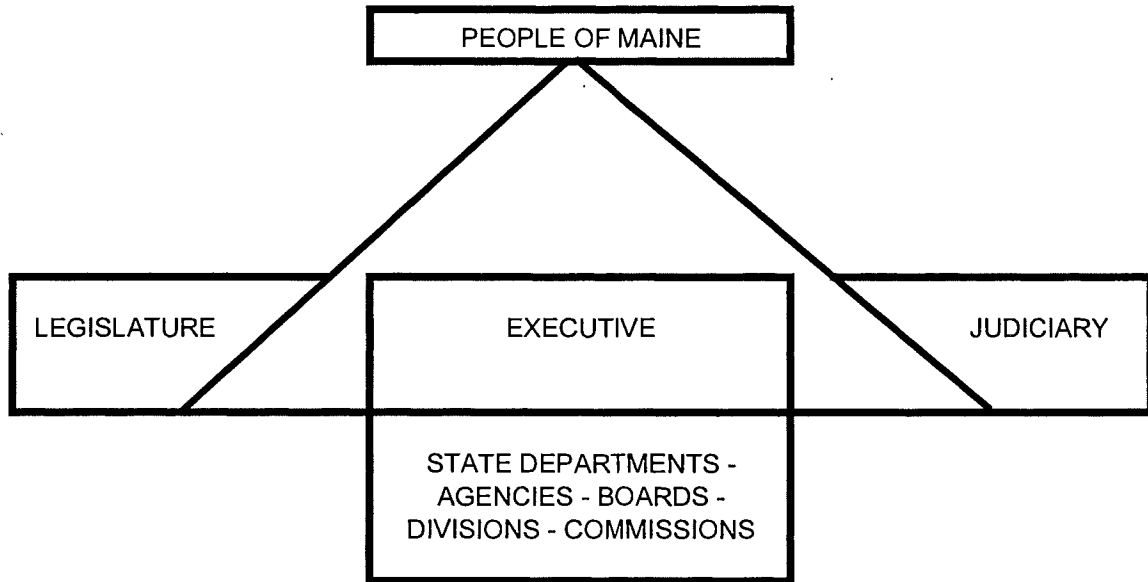 PEOPLE OF MAINE
LEGISLATURE
EXECUTIVE
JUDICIARY
STATE DEPARTMENTS -
AGENCIES - BOARDS -
DIVISIONS - COMMISSIONS